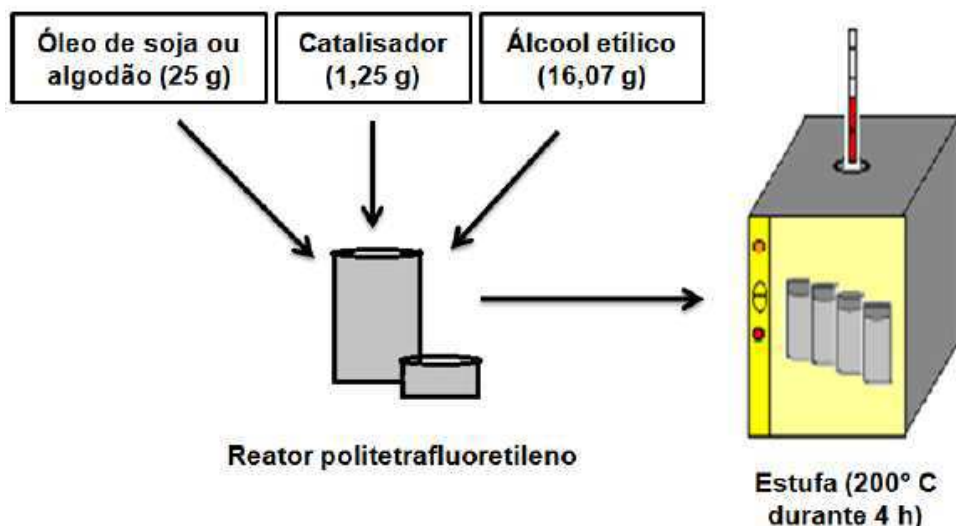 Óleo de soja ou
algodão (25 g)
Catalisador
(1,25 g)
Álcool etílico
(16,07 g)
Reator politetrafluoretileno
Estufa (200° C
durante 4 h)